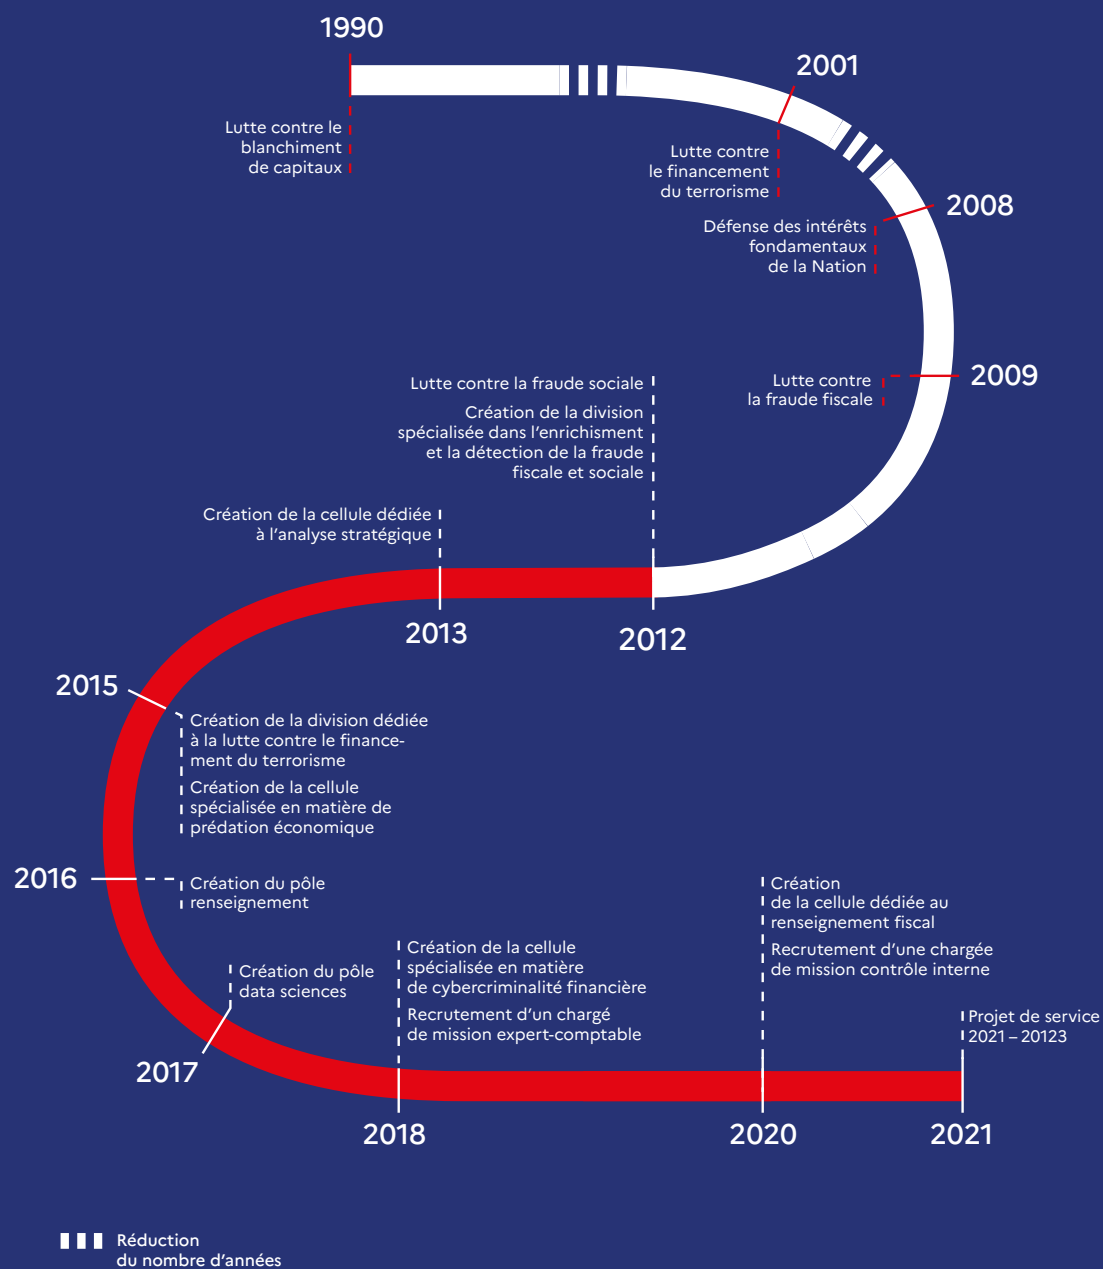 1990
Lutte contre le
blanchiment
de capitaux
2001
Lutte contre
le financement
du terrorisme
2008
Défense des intérêts
fondamentaux
de la Nation
2009
Lutte contre
la fraude fiscale
Lutte contre la fraude sociale
Création de la division
spécialisée dans l'enrichisment
et la détection de la fraude
fiscale et sociale
2012
Création de la cellule dédiée
à l'analyse stratégique
2013
2015
Création de la division dédiée
à la lutte contre le finance-
ment du terrorisme
Création de la cellule
spécialisée en matière de
prédation économique
2016
Création du pôle
renseignement
Création du pôle
data sciences
2017
Création de la cellule
spécialisée en matière
de cybercriminalité financière
Recrutement d'un chargé
de mission expert-comptable
2018
Création
de la cellule dédiée au
renseignement fiscal
Recrutement d'une chargée
de mission contrôle interne
2020
Projet de service
2021 – 20123
2021
Réduction
du nombre d'années